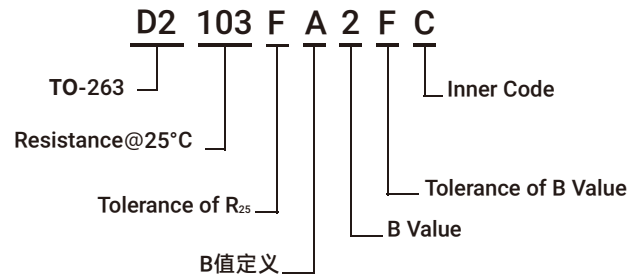 D2 103 F A 2 F C
TO-263
Inner Code
Resistance@25°C
Tolerance of B Value
Tolerance of R25
B Value
B值定义